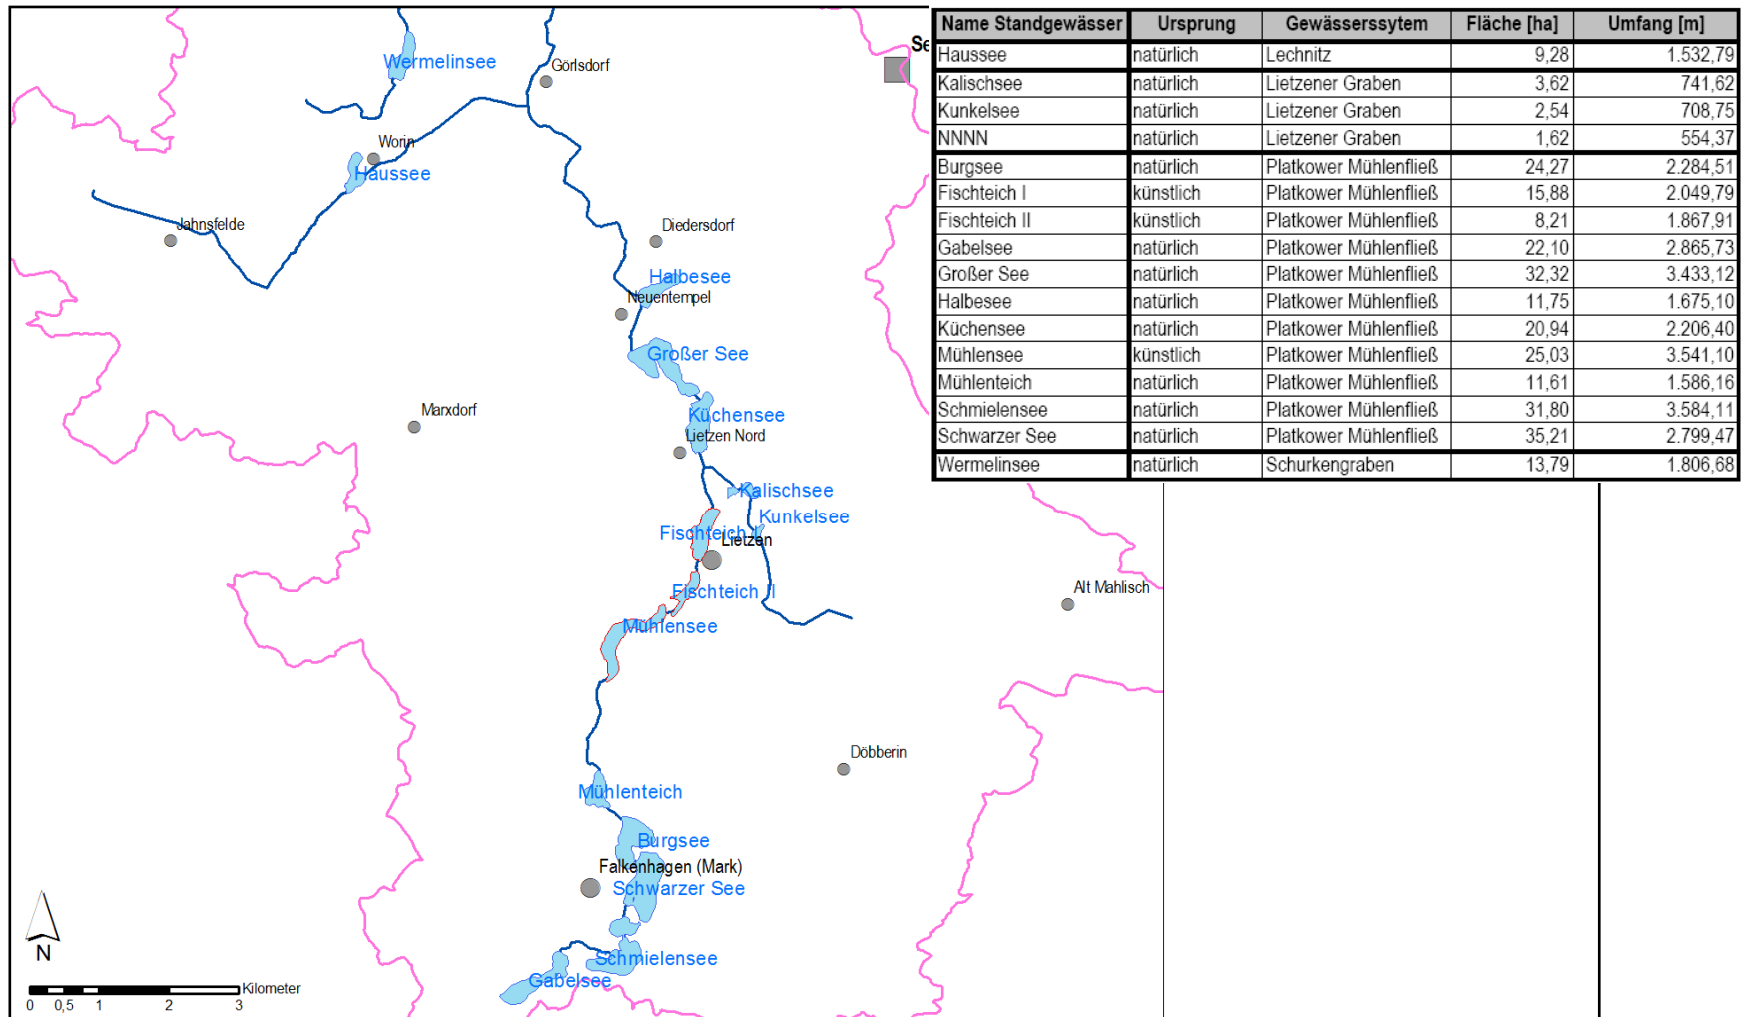 Name Standgewässer Ursprung Gewässersytem Fläche [ha] Umfang [m]
Haussee natürlich Lechnitz 9,28 1.532,79
Kalischsee natürlich Lietzener Graben 3,62 741,62
Kunkelsee natürlich Lietzener Graben 2,54 708,75
NNNN natürlich Lietzener Graben 1,62 554,37
Burgsee natürlich Platkower Mühlenfließ 24,27 2.284,51
Fischteich I künstlich Platkower Mühlenfließ 15,88 2.049,79
Fischteich II künstlich Platkower Mühlenfließ 8,21 1.867,91
Gabelsee natürlich Platkower Mühlenfließ 22,10 2.865,73
Großer See natürlich Platkower Mühlenfließ 32,32 3.433,12
Halbesee natürlich Platkower Mühlenfließ 11,75 1.675,10
Küchensee natürlich Platkower Mühlenfließ 20,94 2.206,40
Mühlensee künstlich Platkower Mühlenfließ 25,03 3.541,10
Mühlenteich natürlich Platkower Mühlenfließ 11,61 1.586,16
Schmielensee natürlich Platkower Mühlenfließ 31,80 3.584,11
Schwarzer See natürlich Platkower Mühlenfließ 35,21 2.799,47
Wermelinsee natürlich Schurkengraben 13,79 1.806,68
Se
Wermelinsee
Görlsdorf
Worin
Haussee
Jahnsfelde
Diedersdorf
Halbesee
Neuentempel
Großer See
Marxdorf
Küchensee
Lietzen Nord
Kalischsee
Kunkelsee
Fischteich I
Lietzen
Fischteich II
Alt Mahlisch
Mühlensee
Döbberin
Mühlenteich
Burgsee
Falkenhagen (Mark)
Schwarzer See
Schmielensee
Gabelsee
N
Kilometer
0 0,5 1 2 3